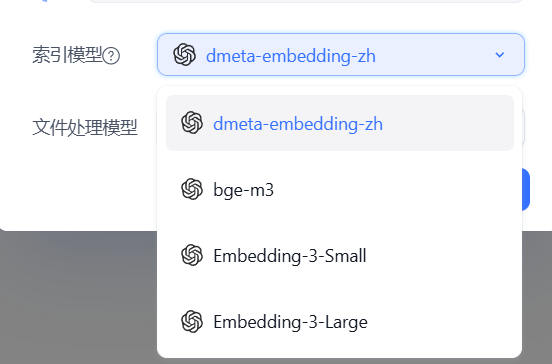 索引模型?
dmeta-embedding-zh
文件处理模型
dmeta-embedding-zh
bge-m3
Embedding-3-Small
Embedding-3-Large